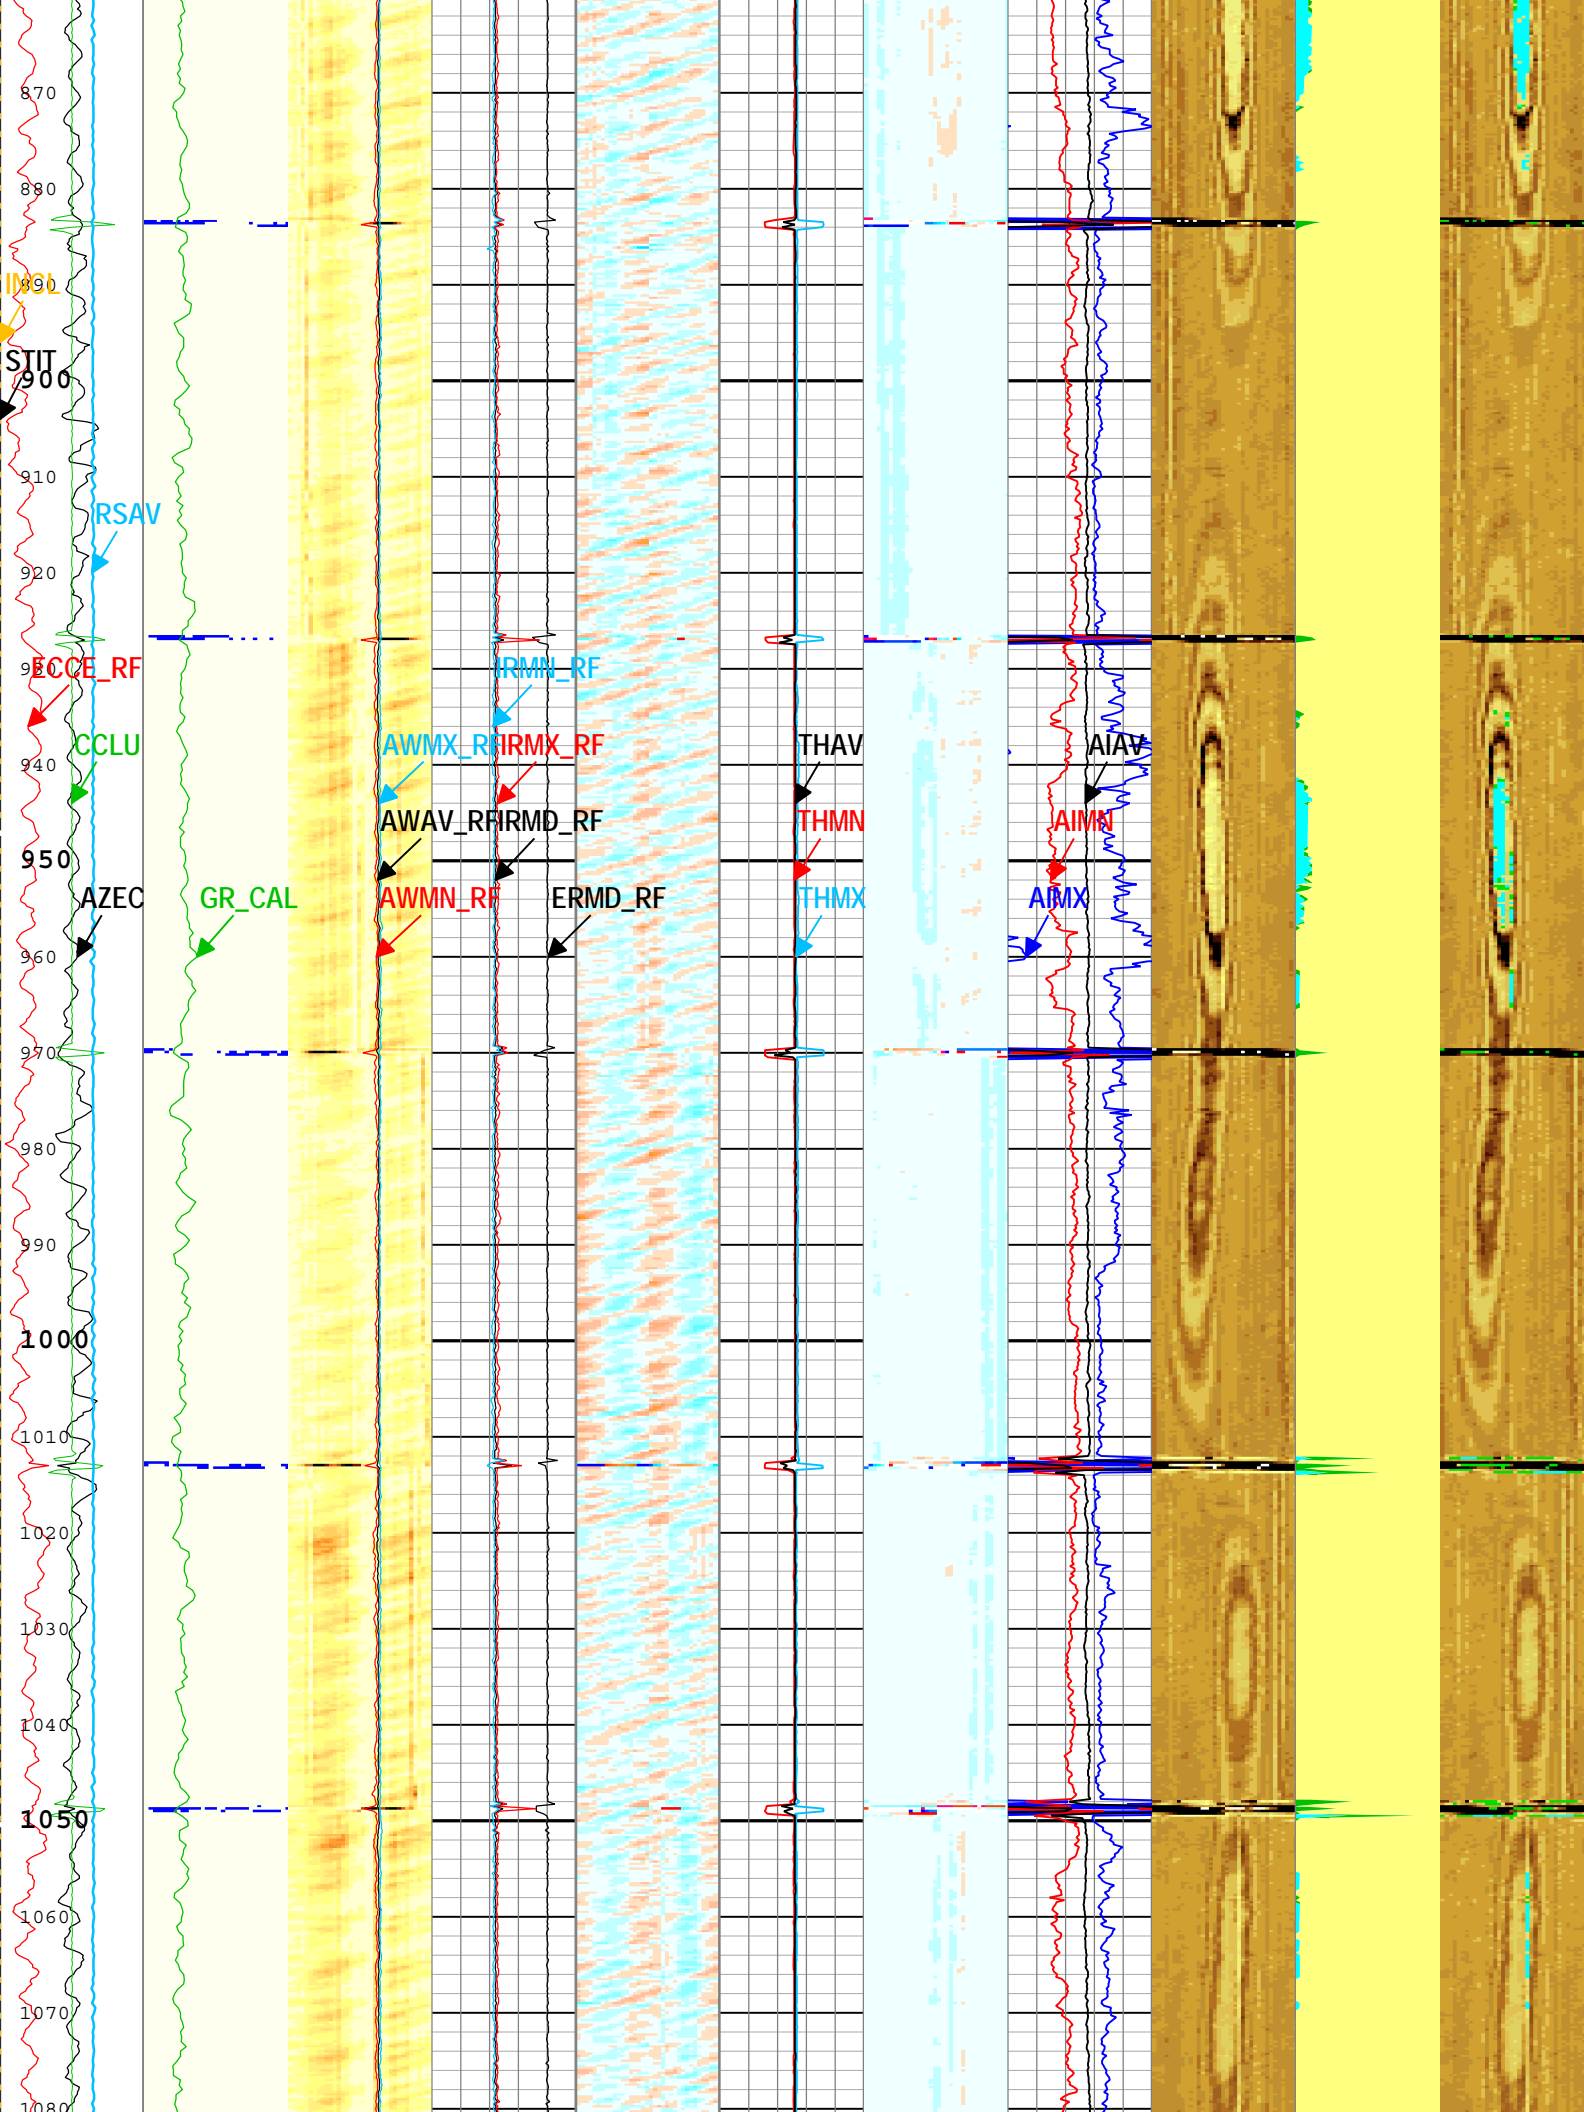 870
880
INCL
890
STIT
900
910
RSAV
920
930
ECCE_RF
IRMN_RF
CCLU
AWMX_RF
IRMX_RF
THAV
AIAV
940
AWAV_RF
IRMD_RF
THMN
AIMN
950
AZEC
GR_CAL
AWMN_RF
ERMD_RF
THMX
AIMX
960
970
980
990
1000
1010
1020
1030
1040
1050
1060
1070
1080